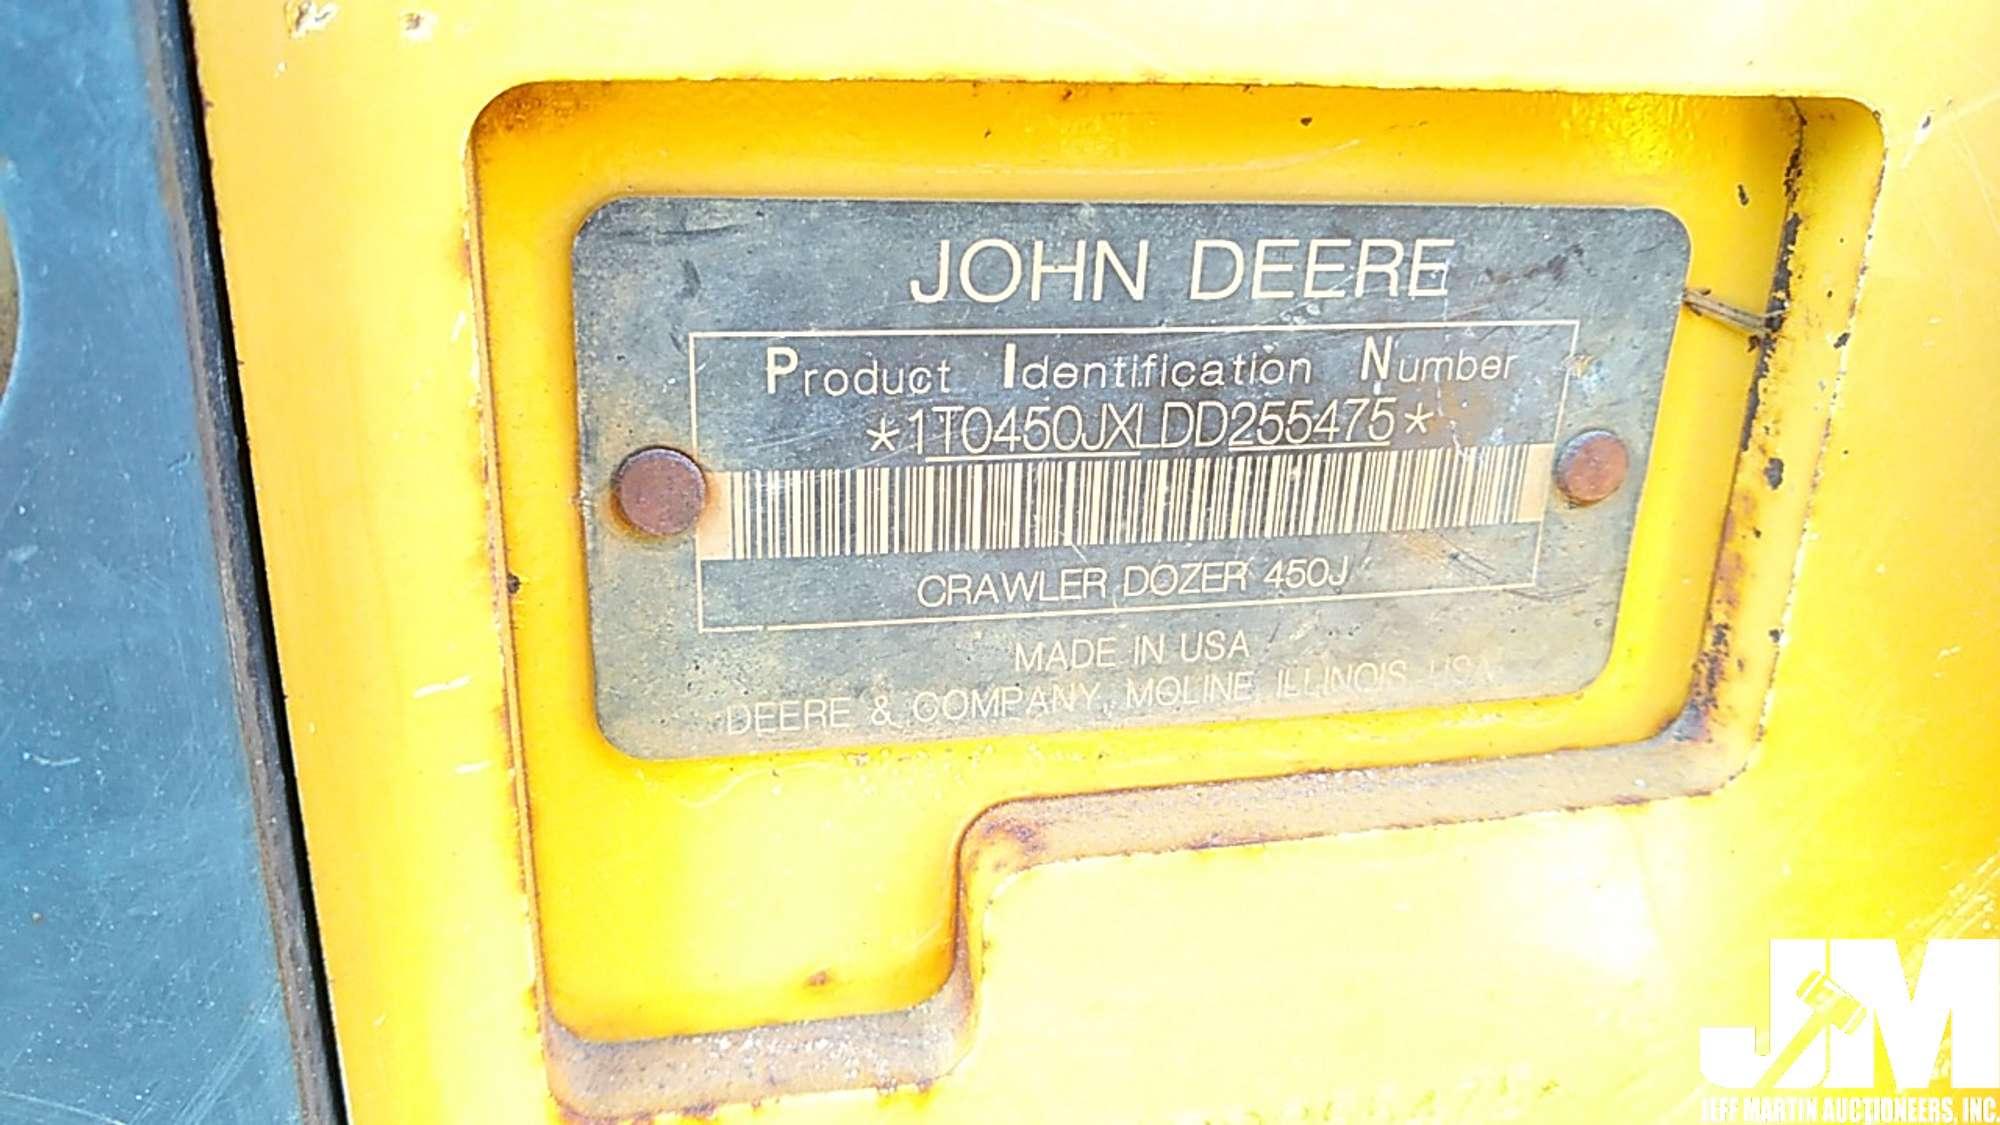 JOHN DEERE
Product Identification Number
*1T0450JXLDD255475*
CRAWLER DOZER 450J
MADE IN USA
DEERE & COMPANY, MOLINE, ILLINOIS USA
JM
JEFF MARTIN AUCTIONEERS, INC.